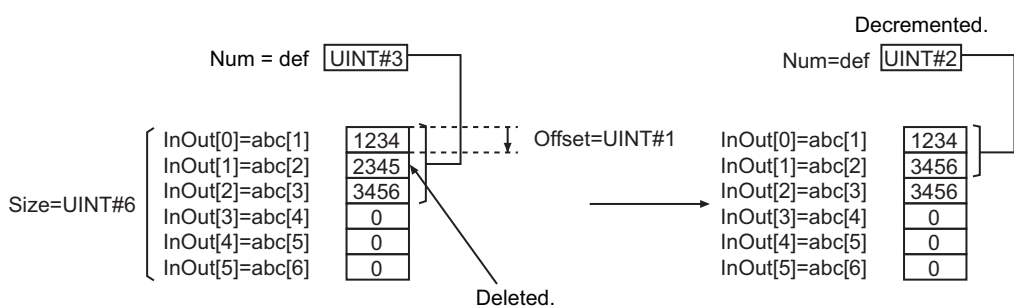 Decremented.
Num = def UINT#3
Num=def UINT#2
InOut[0]=abc[1] 1234 Offset=UINT#1 InOut[0]=abc[1] 1234
InOut[1]=abc[2] 2345 InOut[1]=abc[2] 3456
InOut[2]=abc[3] 3456 InOut[2]=abc[3] 3456
Size=UINT#6
InOut[3]=abc[4] 0 InOut[3]=abc[4] 0
InOut[4]=abc[5] 0 InOut[4]=abc[5] 0
InOut[5]=abc[6] 0 InOut[5]=abc[6] 0
Deleted.